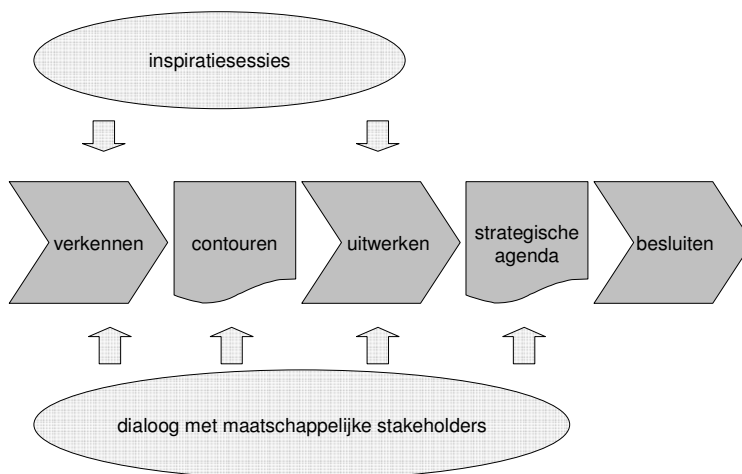 inspiratiesessies
verkennen
contouren
uitwerken
strategische
agenda
besluiten
dialoog met maatschappelijke stakeholders